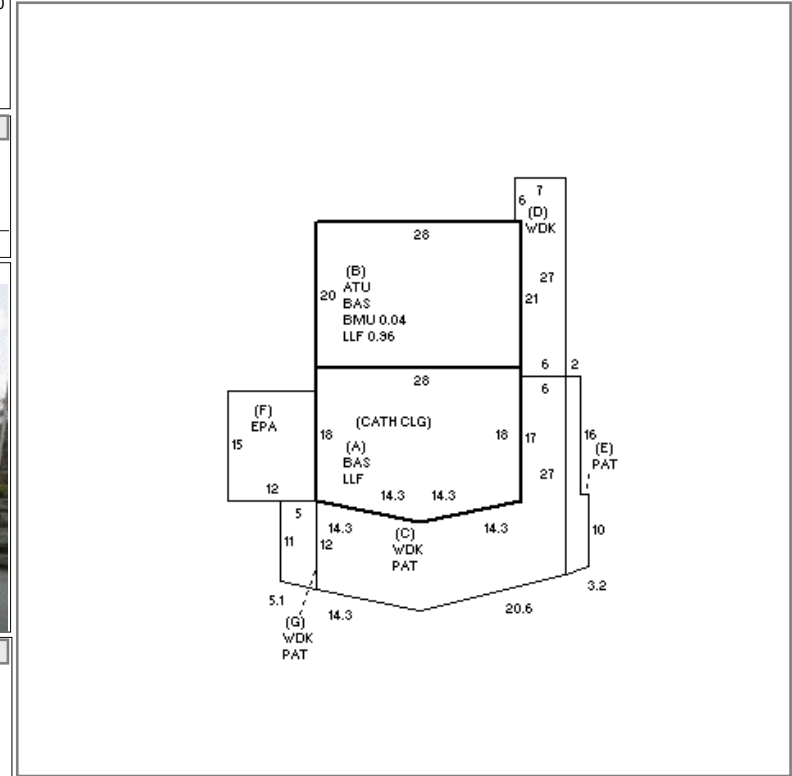 7
6
(D)
WDK
28
(B)
ATU
BAS
BMU 0.04
LLF 0.96
20
27
21
6
2
28
6
(F)
EPA
15
12
(CATH CLG)
18
(A)
BAS
LLF
18
17
16
(E)
PAT
27
14.3
14.3
5
14.3
14.3
11
12
(C)
WDK
PAT
10
3.2
5.1
14.3
20.6
(G)
WDK
PAT